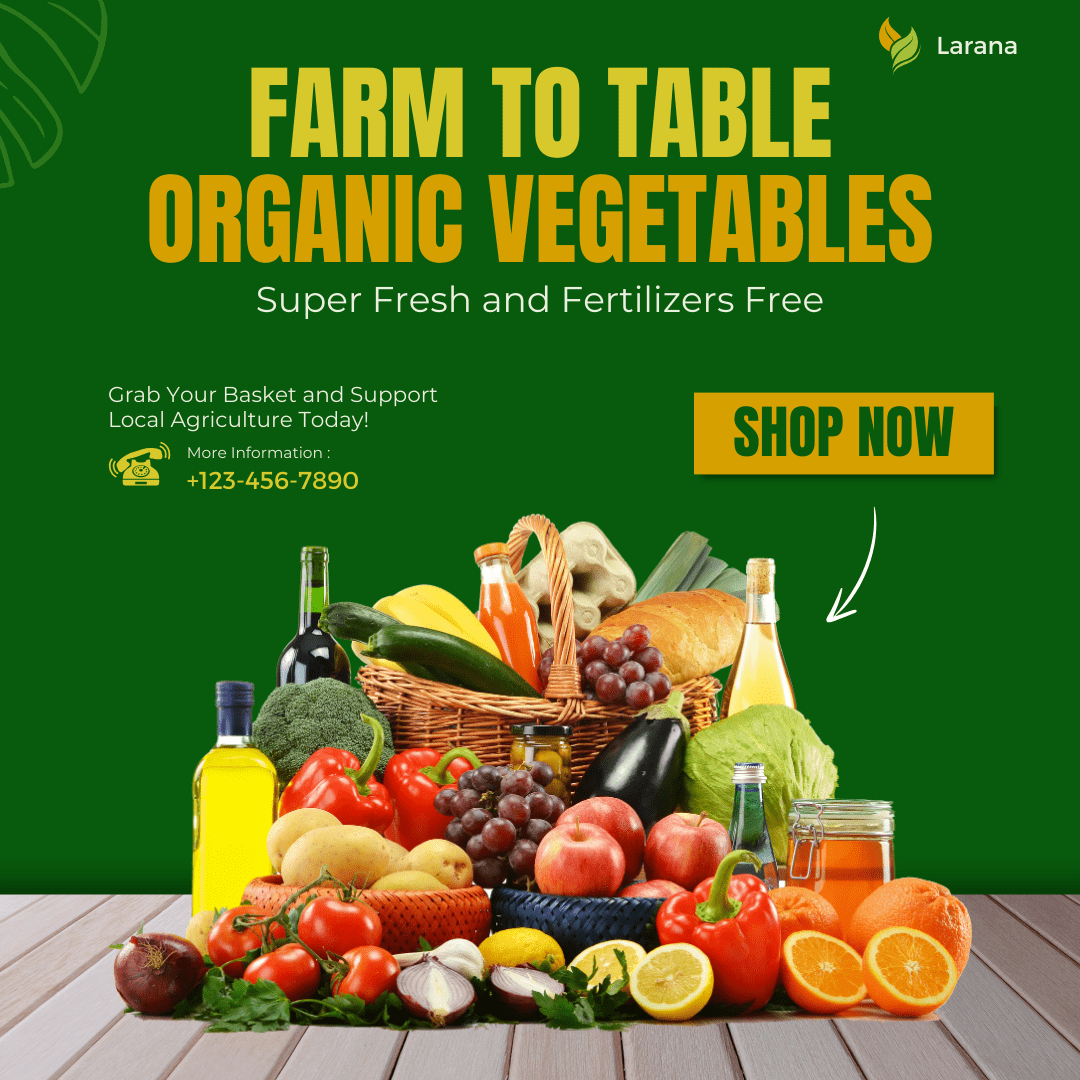 Larana
FARM TO TABLE
ORGANIC VEGETABLES
Super Fresh and Fertilizers Free
Grab Your Basket and Support
Local Agriculture Today!
More Information :
+123-456-7890
SHOP NOW